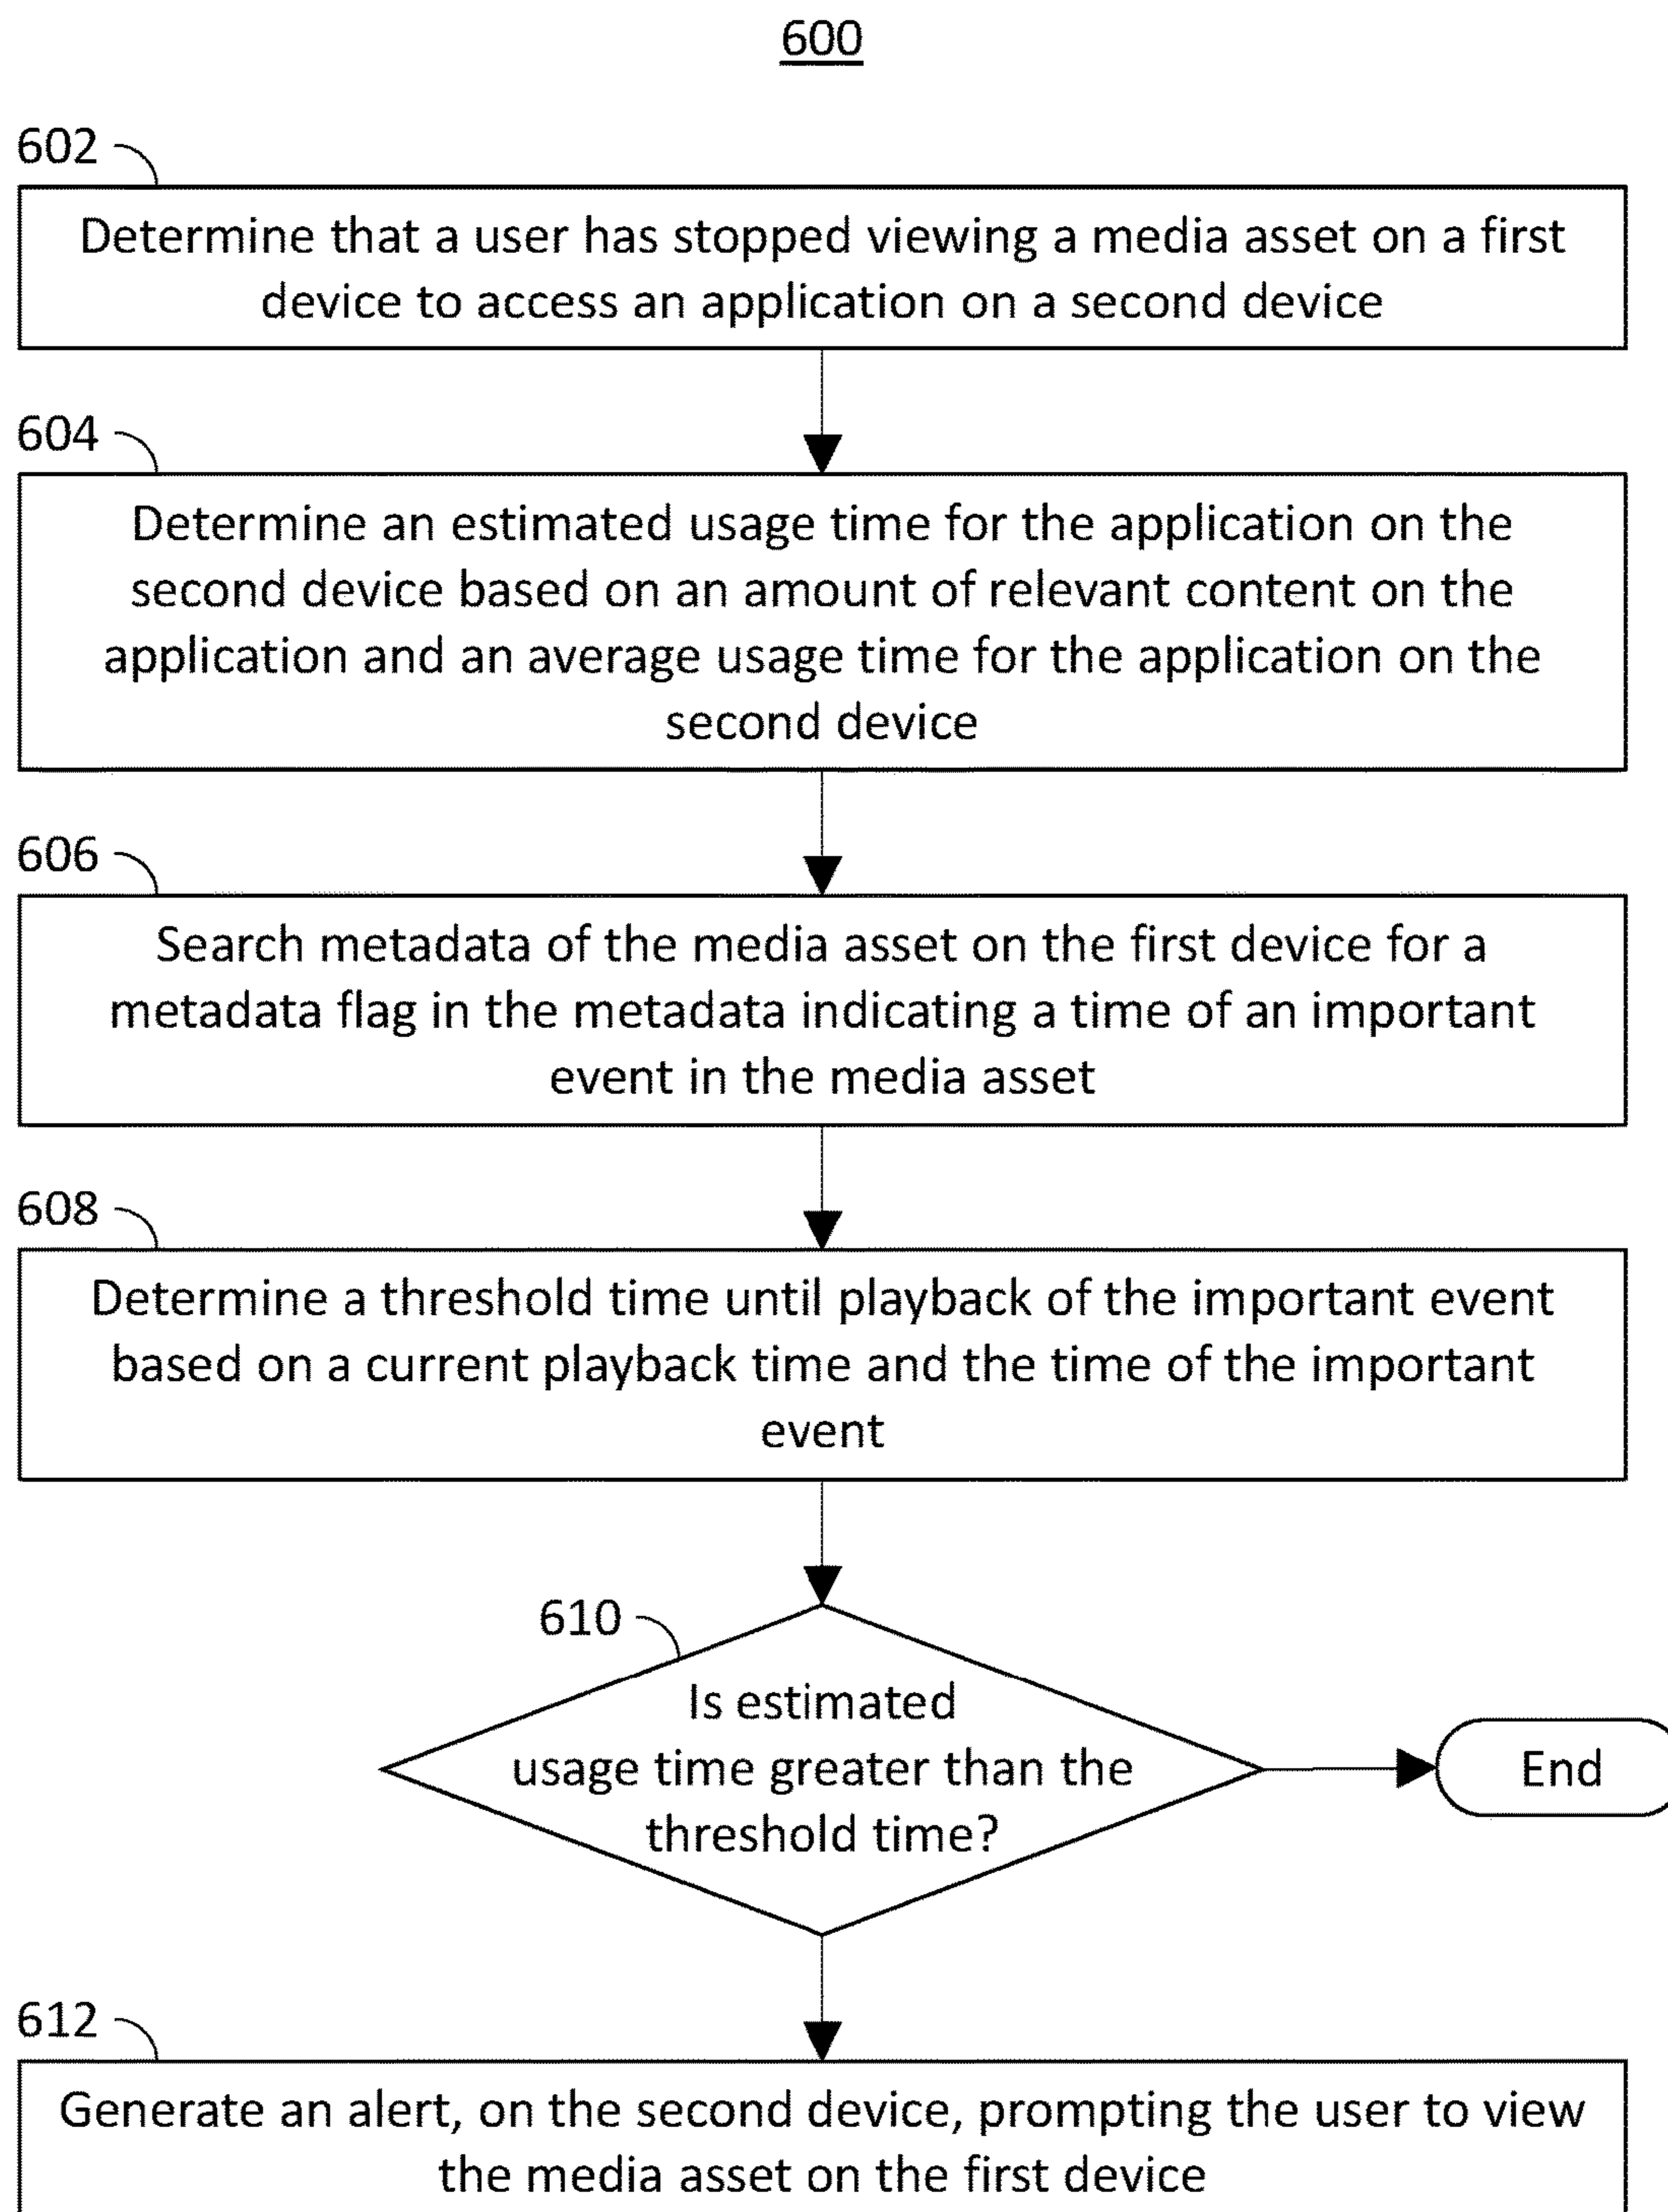 600
602
Determine that a user has stopped viewing a media asset on a first
device to access an application on a second device
604
Determine an estimated usage time for the application on the
second device based on an amount of relevant content on the
application and an average usage time for the application on the
second device
606
Search metadata of the media asset on the first device for a
metadata flag in the metadata indicating a time of an important
event in the media asset
608
Determine a threshold time until playback of the important event
based on a current playback time and the time of the important
event
610
Is estimated
usage time greater than the
threshold time?
End
612
Generate an alert, on the second device, prompting the user to view
the media asset on the first device